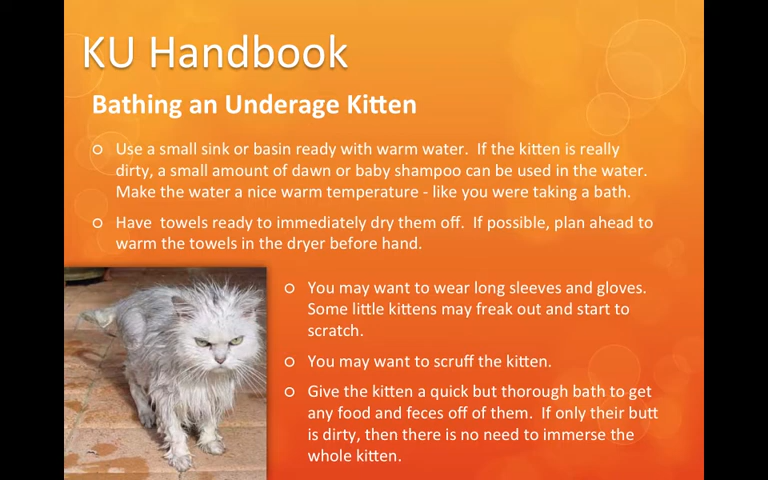 KU Handbook
Bathing an Underage Kitten
Use a small sink or basin ready with warm water. If the kitten is really
dirty, a small amount of dawn or baby shampoo can be used in the water.
Make the water a nice warm temperature - like you were taking a bath.
Have towels ready to immediately dry them off. If possible, plan ahead to
warm the towels in the dryer before hand.
You may want to wear long sleeves and gloves.
Some little kittens may freak out and start to
scratch.
You may want to scruff the kitten.
Give the kitten a quick but thorough bath to get
any food and feces off of them. If only their butt
is dirty, then there is no need to immerse the
whole kitten.